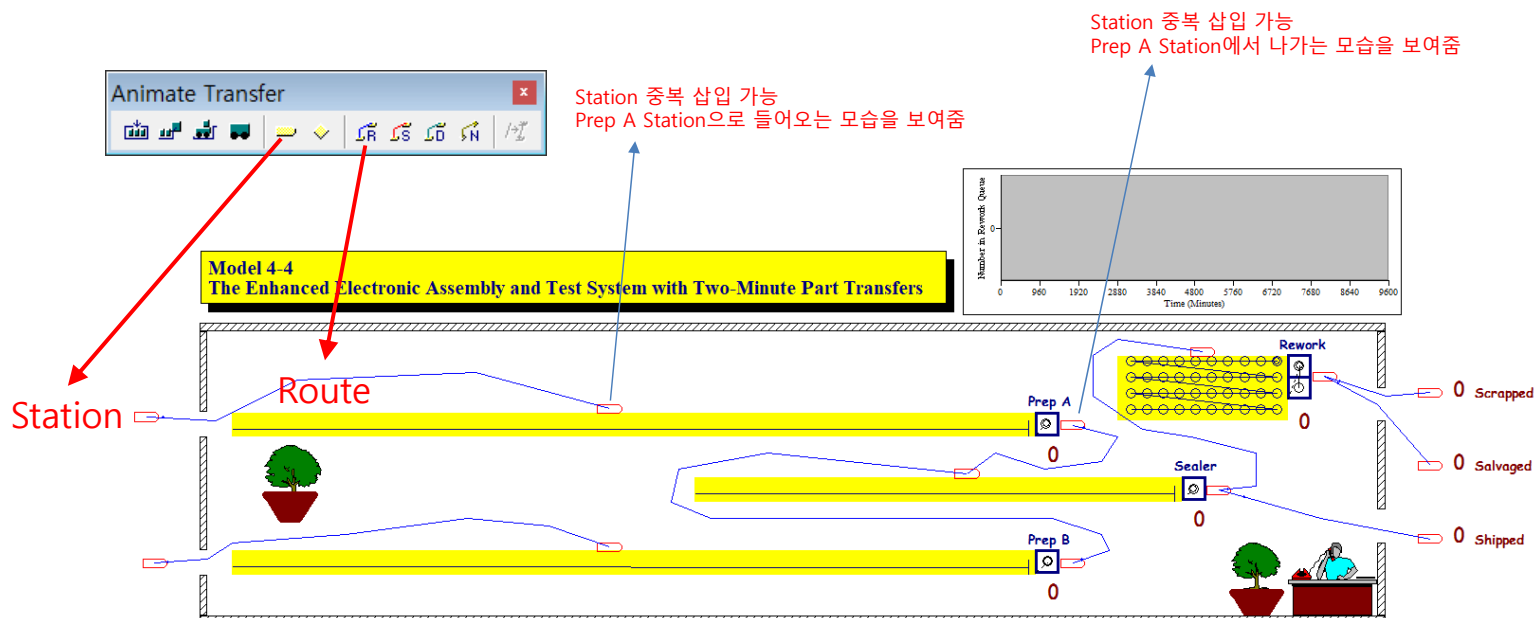 Station 중복 삽입 가능
Prep A Station에서 나가는 모습을 보여줌
Animate Transfer
x
Station 중복 삽입 가능
Prep A Station으로 들어오는 모습을 보여줌
R
S
D
N
Number in Rework Queue
0
0
960
1920
2880
3840
4800
5760
6720
7680
8640
9600
Time (Minutes)
Model 4-4
The Enhanced Electronic Assembly and Test System with Two-Minute Part Transfers
Station
Route
Rework
0
Prep A
0
0 Scrapped
Sealer
0
0 Salvaged
Prep B
0
0 Shipped